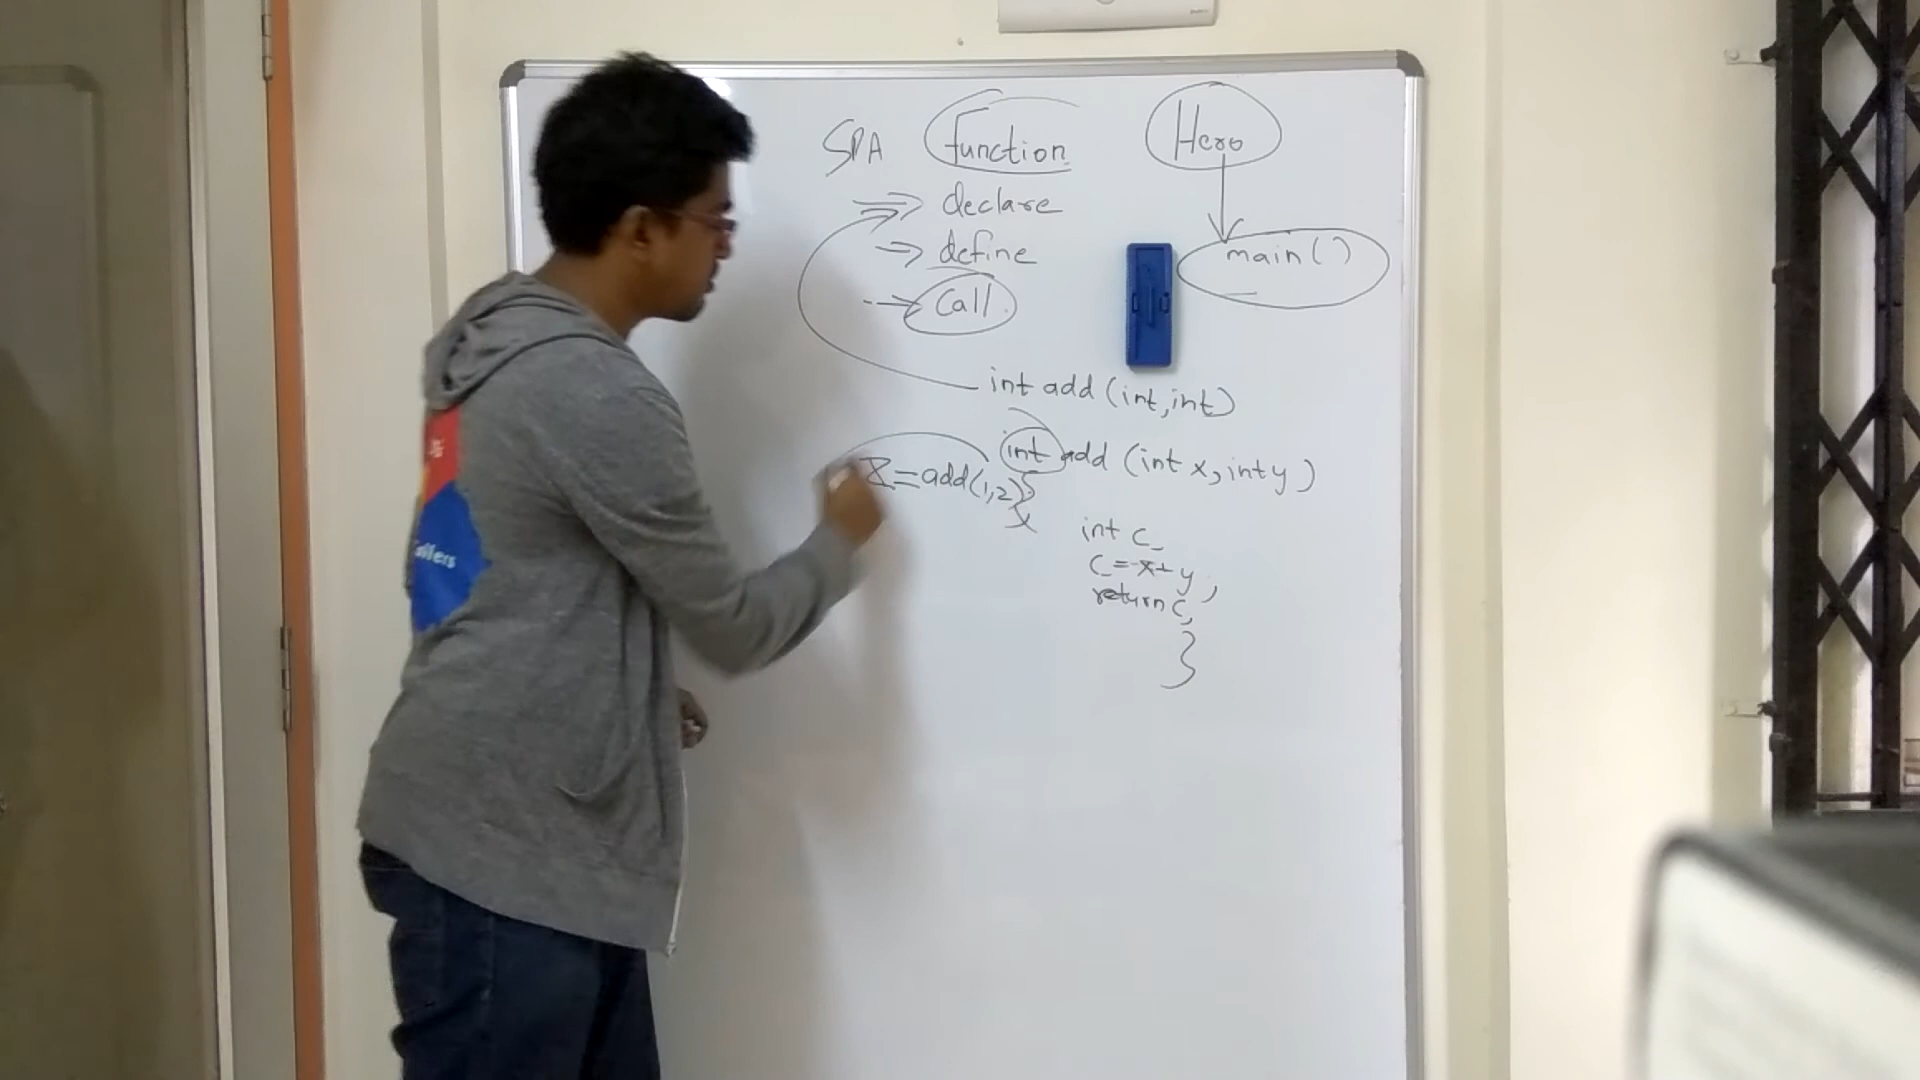 SPA Function Hero
declare
define main()
Call
int add (int, int)
int add (int x, int y)
Z = add(1,2) {
int c,
c = x + y ;
return c,
}